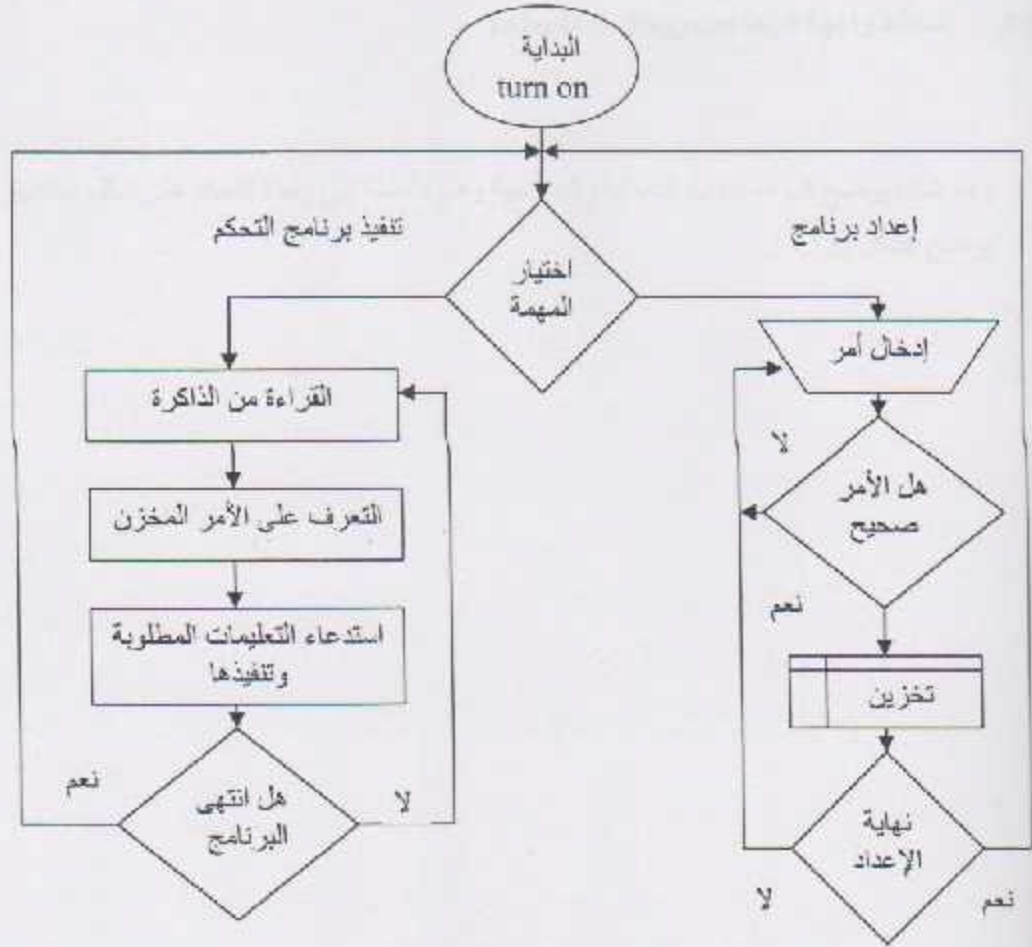 البداية
turn on
إعداد برنامج
تنفيذ برنامج التحكم
اختيار
المهمة
إدخال أمر
القراءة من الذاكرة
لا
هل الأمر
صحيح
التعرف على الأمر المخزن
نعم
استدعاء التعليمات المطلوبة
وتنفيذها
تخزين
نعم
هل انتهى
البرنامج
لا
نهاية
الإعداد
لا
نعم